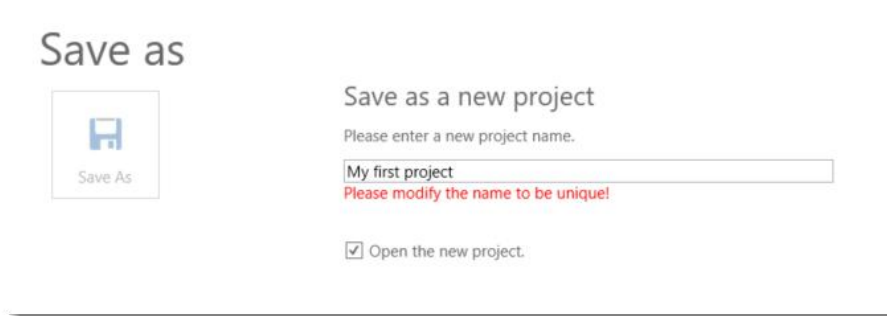 Save as
Save As
Save as a new project
Please enter a new project name.
My first project
Please modify the name to be unique!
Open the new project.